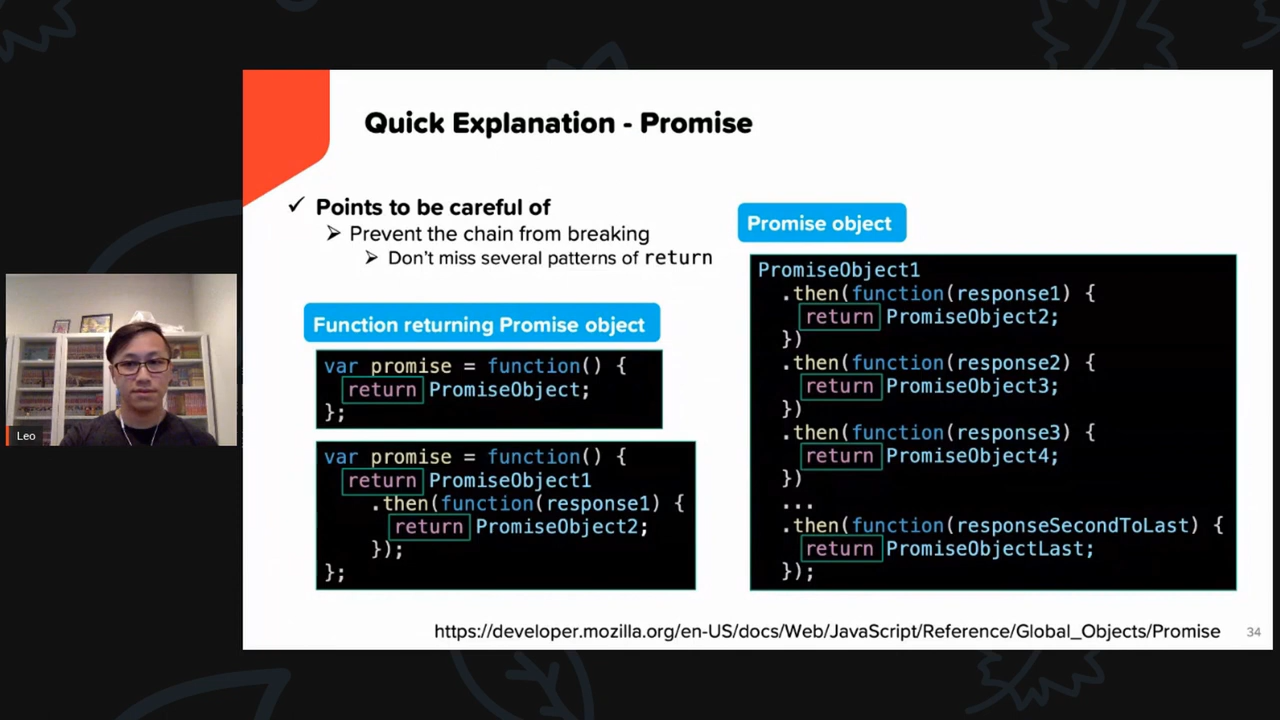 Quick Explanation - Promise
✓ Points to be careful of
➢ Prevent the chain from breaking
➢ Don't miss several patterns of return
Function returning Promise object
var promise = function() {
return PromiseObject;
};
var promise = function() {
return PromiseObject1
.then(function(response1) {
return PromiseObject2;
});
};
Promise object
PromiseObject1
.then(function(response1) {
return PromiseObject2;
})
.then(function(response2) {
return PromiseObject3;
})
.then(function(response3) {
return PromiseObject4;
})
...
.then(function(responseSecondToLast) {
return PromiseObjectLast;
});
https://developer.mozilla.org/en-US/docs/Web/JavaScript/Reference/Global_Objects/Promise
34
Leo